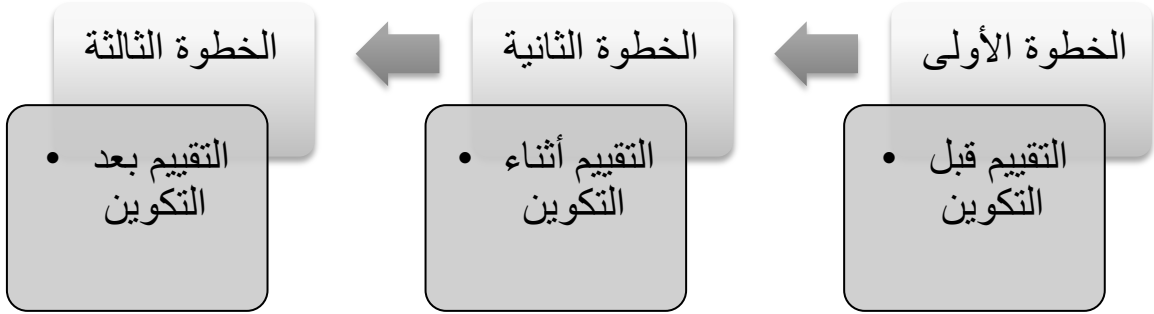 الخطوة الأولى
• التقييم قبل
التكوين
الخطوة الثانية
• التقييم أثناء
التكوين
الخطوة الثالثة
• التقييم بعد
التكوين